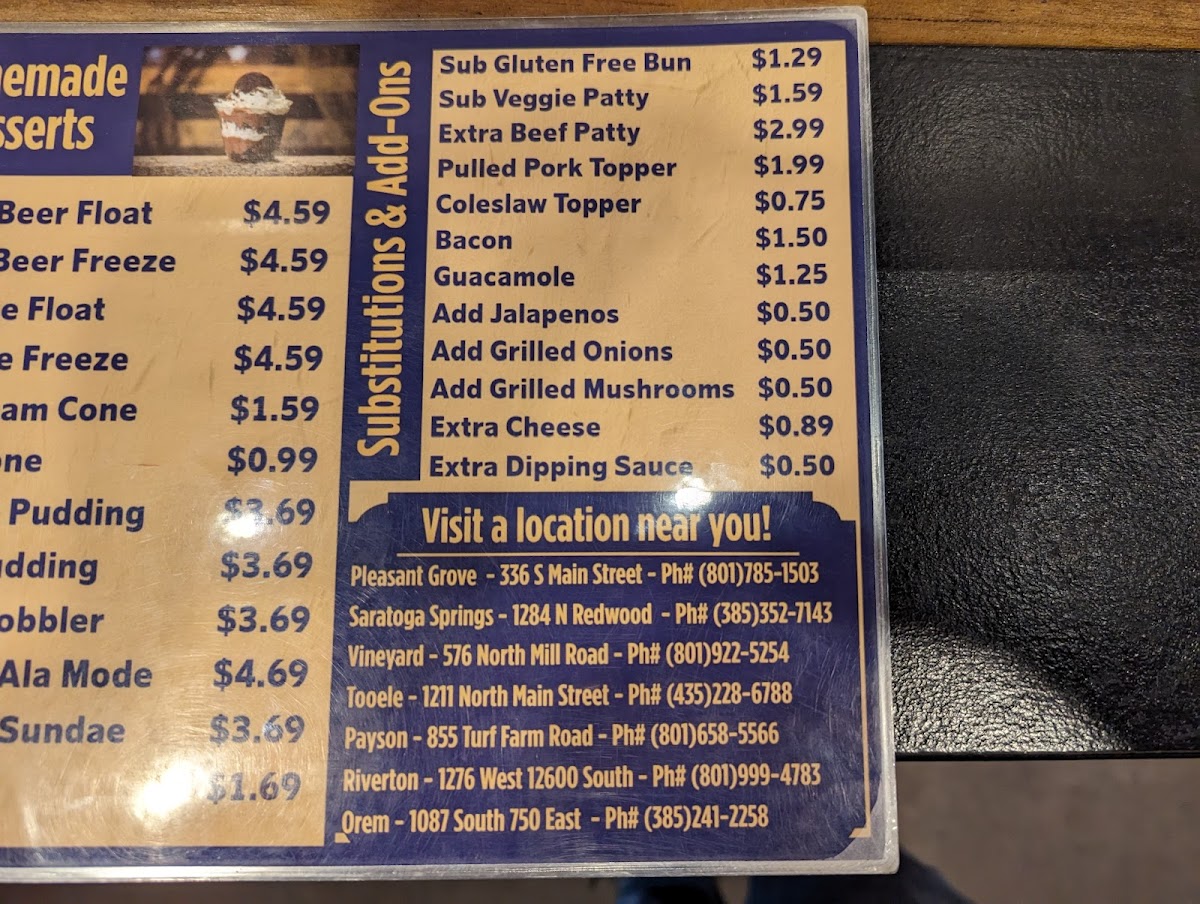 emade
sserts
Beer Float $4.59
Beer Freeze $4.59
e Float $4.59
e Freeze $4.59
am Cone $1.59
one $0.99
Pudding $3.69
udding $3.69
obbler $3.69
Ala Mode $4.69
Sundae $3.69
$1.69
Substitutions & Add-Ons
Sub Gluten Free Bun $1.29
Sub Veggie Patty $1.59
Extra Beef Patty $2.99
Pulled Pork Topper $1.99
Coleslaw Topper $0.75
Bacon $1.50
Guacamole $1.25
Add Jalapenos $0.50
Add Grilled Onions $0.50
Add Grilled Mushrooms $0.50
Extra Cheese $0.89
Extra Dipping Sauce $0.50
Visit a location near you!
Pleasant Grove - 336 S Main Street - Ph# (801)785-1503
Saratoga Springs - 1284 N Redwood - Ph# (385)352-7143
Vineyard - 576 North Mill Road - Ph# (801)922-5254
Tooele - 1211 North Main Street - Ph# (435)228-6788
Payson - 855 Turf Farm Road - Ph# (801)658-5566
Riverton - 1276 West 12600 South - Ph# (801)999-4783
Orem - 1087 South 750 East - Ph# (385)241-2258